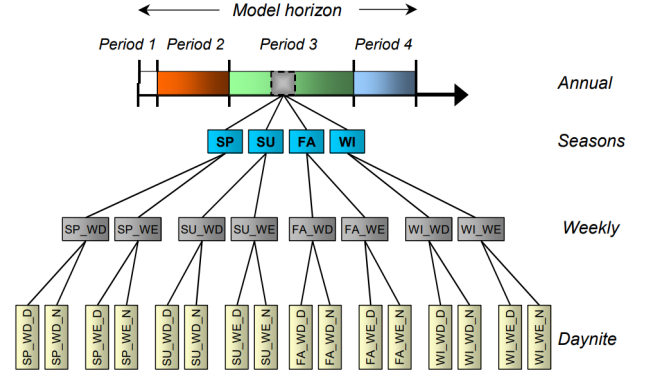 Model horizon
Period 1 Period 2 Period 3 Period 4
Annual
SP SU FA WI
Seasons
SP_WD SP_WE SU_WD SU_WE FA_WD FA_WE WI_WD WI_WE
Weekly
SP_WD_D SP_WD_N SP_WE_D SP_WE_N SU_WD_D SU_WD_N SU_WE_D SU_WE_N FA_WD_D FA_WD_N FA_WE_D FA_WE_N WI_WD_D WI_WD_N WI_WE_D WI_WE_N
Daynite